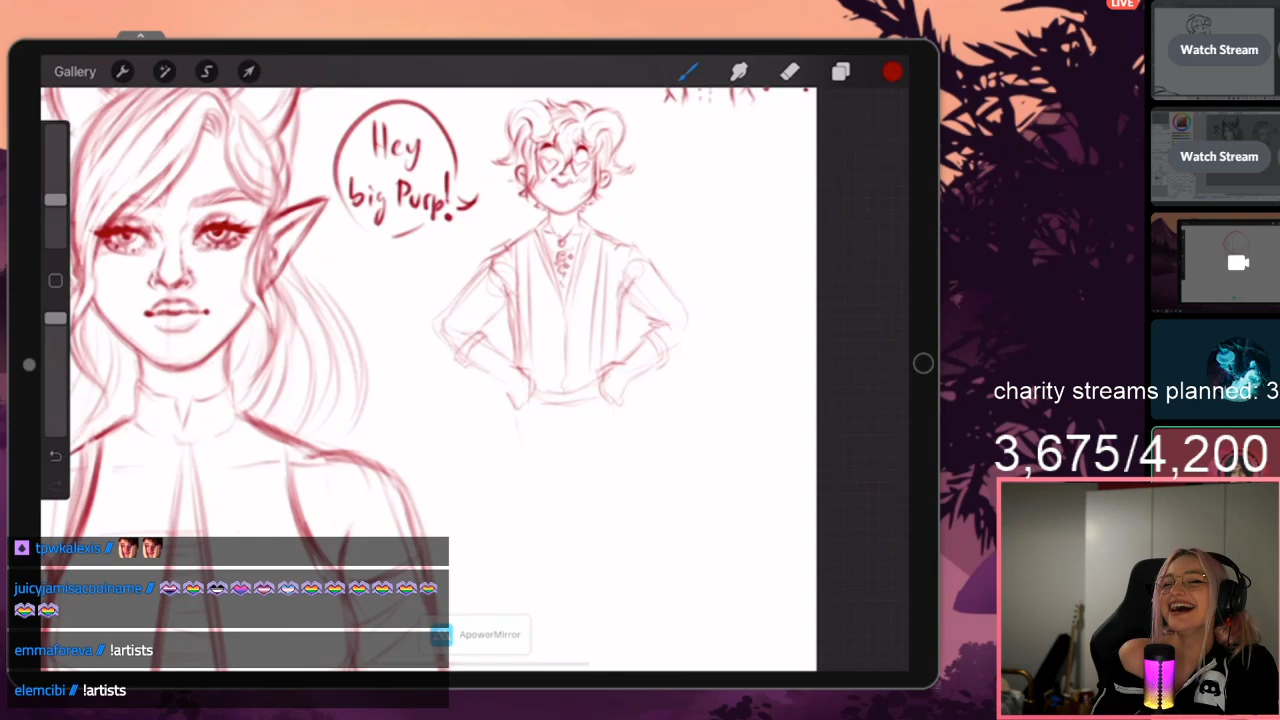 LIVE
Gallery
Watch Stream
Hey
big Purp!
Watch Stream
charity streams planned: 3
3,675/4,200
tpwkalexis //
juicyjamisacoolname //
ApowerMirror
emmaforeva // !artists
elemcibi // !artists